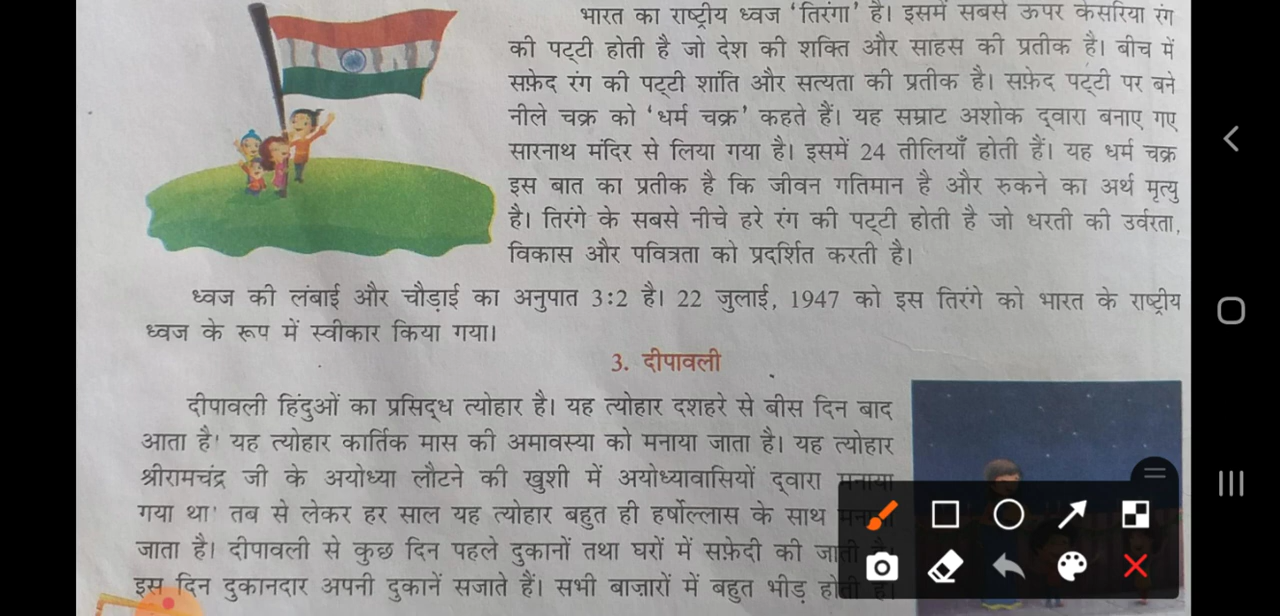 भारत का राष्ट्रीय ध्वज ‘तिरंगा’ है। इसमें सबसे ऊपर केसरिया रंग
की पट्टी होती है जो देश की शक्ति और साहस की प्रतीक है। बीच में
सफ़ेद रंग की पट्टी शांति और सत्यता की प्रतीक है। सफ़ेद पट्टी पर बने
नीले चक्र को ‘धर्म चक्र’ कहते हैं। यह सम्राट अशोक द्वारा बनाए गए
सारनाथ मंदिर से लिया गया है। इसमें 24 तीलियाँ होती हैं। यह धर्म चक्र
इस बात का प्रतीक है कि जीवन गतिमान है और रुकने का अर्थ मृत्यु
है। तिरंगे के सबसे नीचे हरे रंग की पट्टी होती है जो धरती की उर्वरता,
विकास और पवित्रता को प्रदर्शित करती है।
ध्वज की लंबाई और चौड़ाई का अनुपात 3:2 है। 22 जुलाई, 1947 को इस तिरंगे को भारत के राष्ट्रीय
ध्वज के रूप में स्वीकार किया गया।
3. दीपावली
दीपावली हिंदुओं का प्रसिद्ध त्योहार है। यह त्योहार दशहरे से बीस दिन बाद
आता है। यह त्योहार कार्तिक मास की अमावस्या को मनाया जाता है। यह त्योहार
श्रीरामचंद्र जी के अयोध्या लौटने की खुशी में अयोध्यावासियों द्वारा मनाया
गया था। तब से लेकर हर साल यह त्योहार बहुत ही हर्षोल्लास के साथ मनाया
जाता है। दीपावली से कुछ दिन पहले दुकानों तथा घरों में सफ़ेदी की जाती है।
इस दिन दुकानदार अपनी दुकानें सजाते हैं। सभी बाज़ारों में बहुत भीड़ होती है।